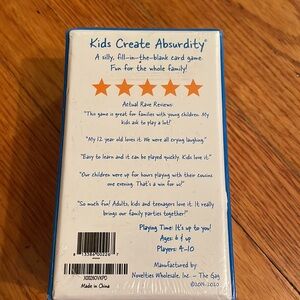 Kids Create Absurdity®
A silly, fill-in-the-blank card game.
Fun for the whole family!
Actual Rave Reviews:
"This game is great for families with young children. My
kids ask to play a lot!"
"My 12 year old loves it. We were all crying laughing."
"Easy to learn and it can be played quickly. Kids love it."
"Our children were up for hours playing with their cousins
one evening. That's a win for us!"
"So much fun! Adults, kids and teenagers love it. It really
brings our family parties together!"
Playing Time: It's up to you!
Ages: 6 & up
Players: 4-10
Manufactured by
Novelties Wholesale, Inc - The Gag
©2019-2020
Made in China